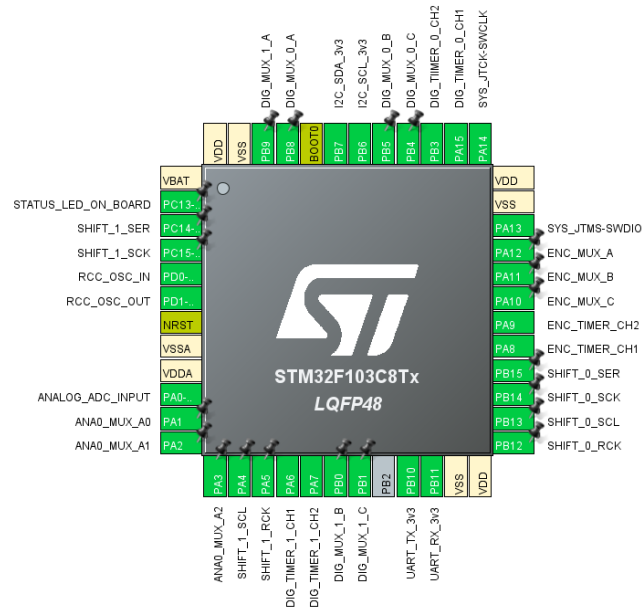 DIG_MUX_1_A
DIG_MUX_0_A
I2C_SDA_3v3
I2C_SCL_3v3
DIG_MUX_0_B
DIG_MUX_0_C
DIG_TIIMER_0_CH2
DIG_TIMER_0_CH1
SYS_JTCK-SWCLK
VDD
VSS
PB9
PB8
BOOT0
PB7
PB6
PB5
PB4
PB3
PA15
PA14
VBAT
STATUS_LED_ON_BOARD PC13-..
SHIFT_1_SER PC14-..
SHIFT_1_SCK PC15-..
RCC_OSC_IN PD0-..
RCC_OSC_OUT PD1-..
NRST
VSSA
VDDA
ANALOG_ADC_INPUT PA0-..
ANA0_MUX_A0 PA1
ANA0_MUX_A1 PA2
ST
STM32F103C8Tx
LQFP48
VDD
VSS
PA13 SYS_JTMS-SWDIO
PA12 ENC_MUX_A
PA11 ENC_MUX_B
PA10 ENC_MUX_C
PA9 ENC_TIMER_CH2
PA8 ENC_TIMER_CH1
PB15 SHIFT_0_SER
PB14 SHIFT_0_SCK
PB13 SHIFT_0_SCL
PB12 SHIFT_0_RCK
PA3
PA4
PA5
PA6
PA7
PB0
PB1
PB2
PB10
PB11
VSS
VDD
ANA0_MUX_A2
SHIFT_1_SCL
SHIFT_1_RCK
DIG_TIMER_1_CH1
DIG_TIMER_1_CH2
DIG_MUX_1_B
DIG_MUX_1_C
UART_TX_3v3
UART_RX_3v3